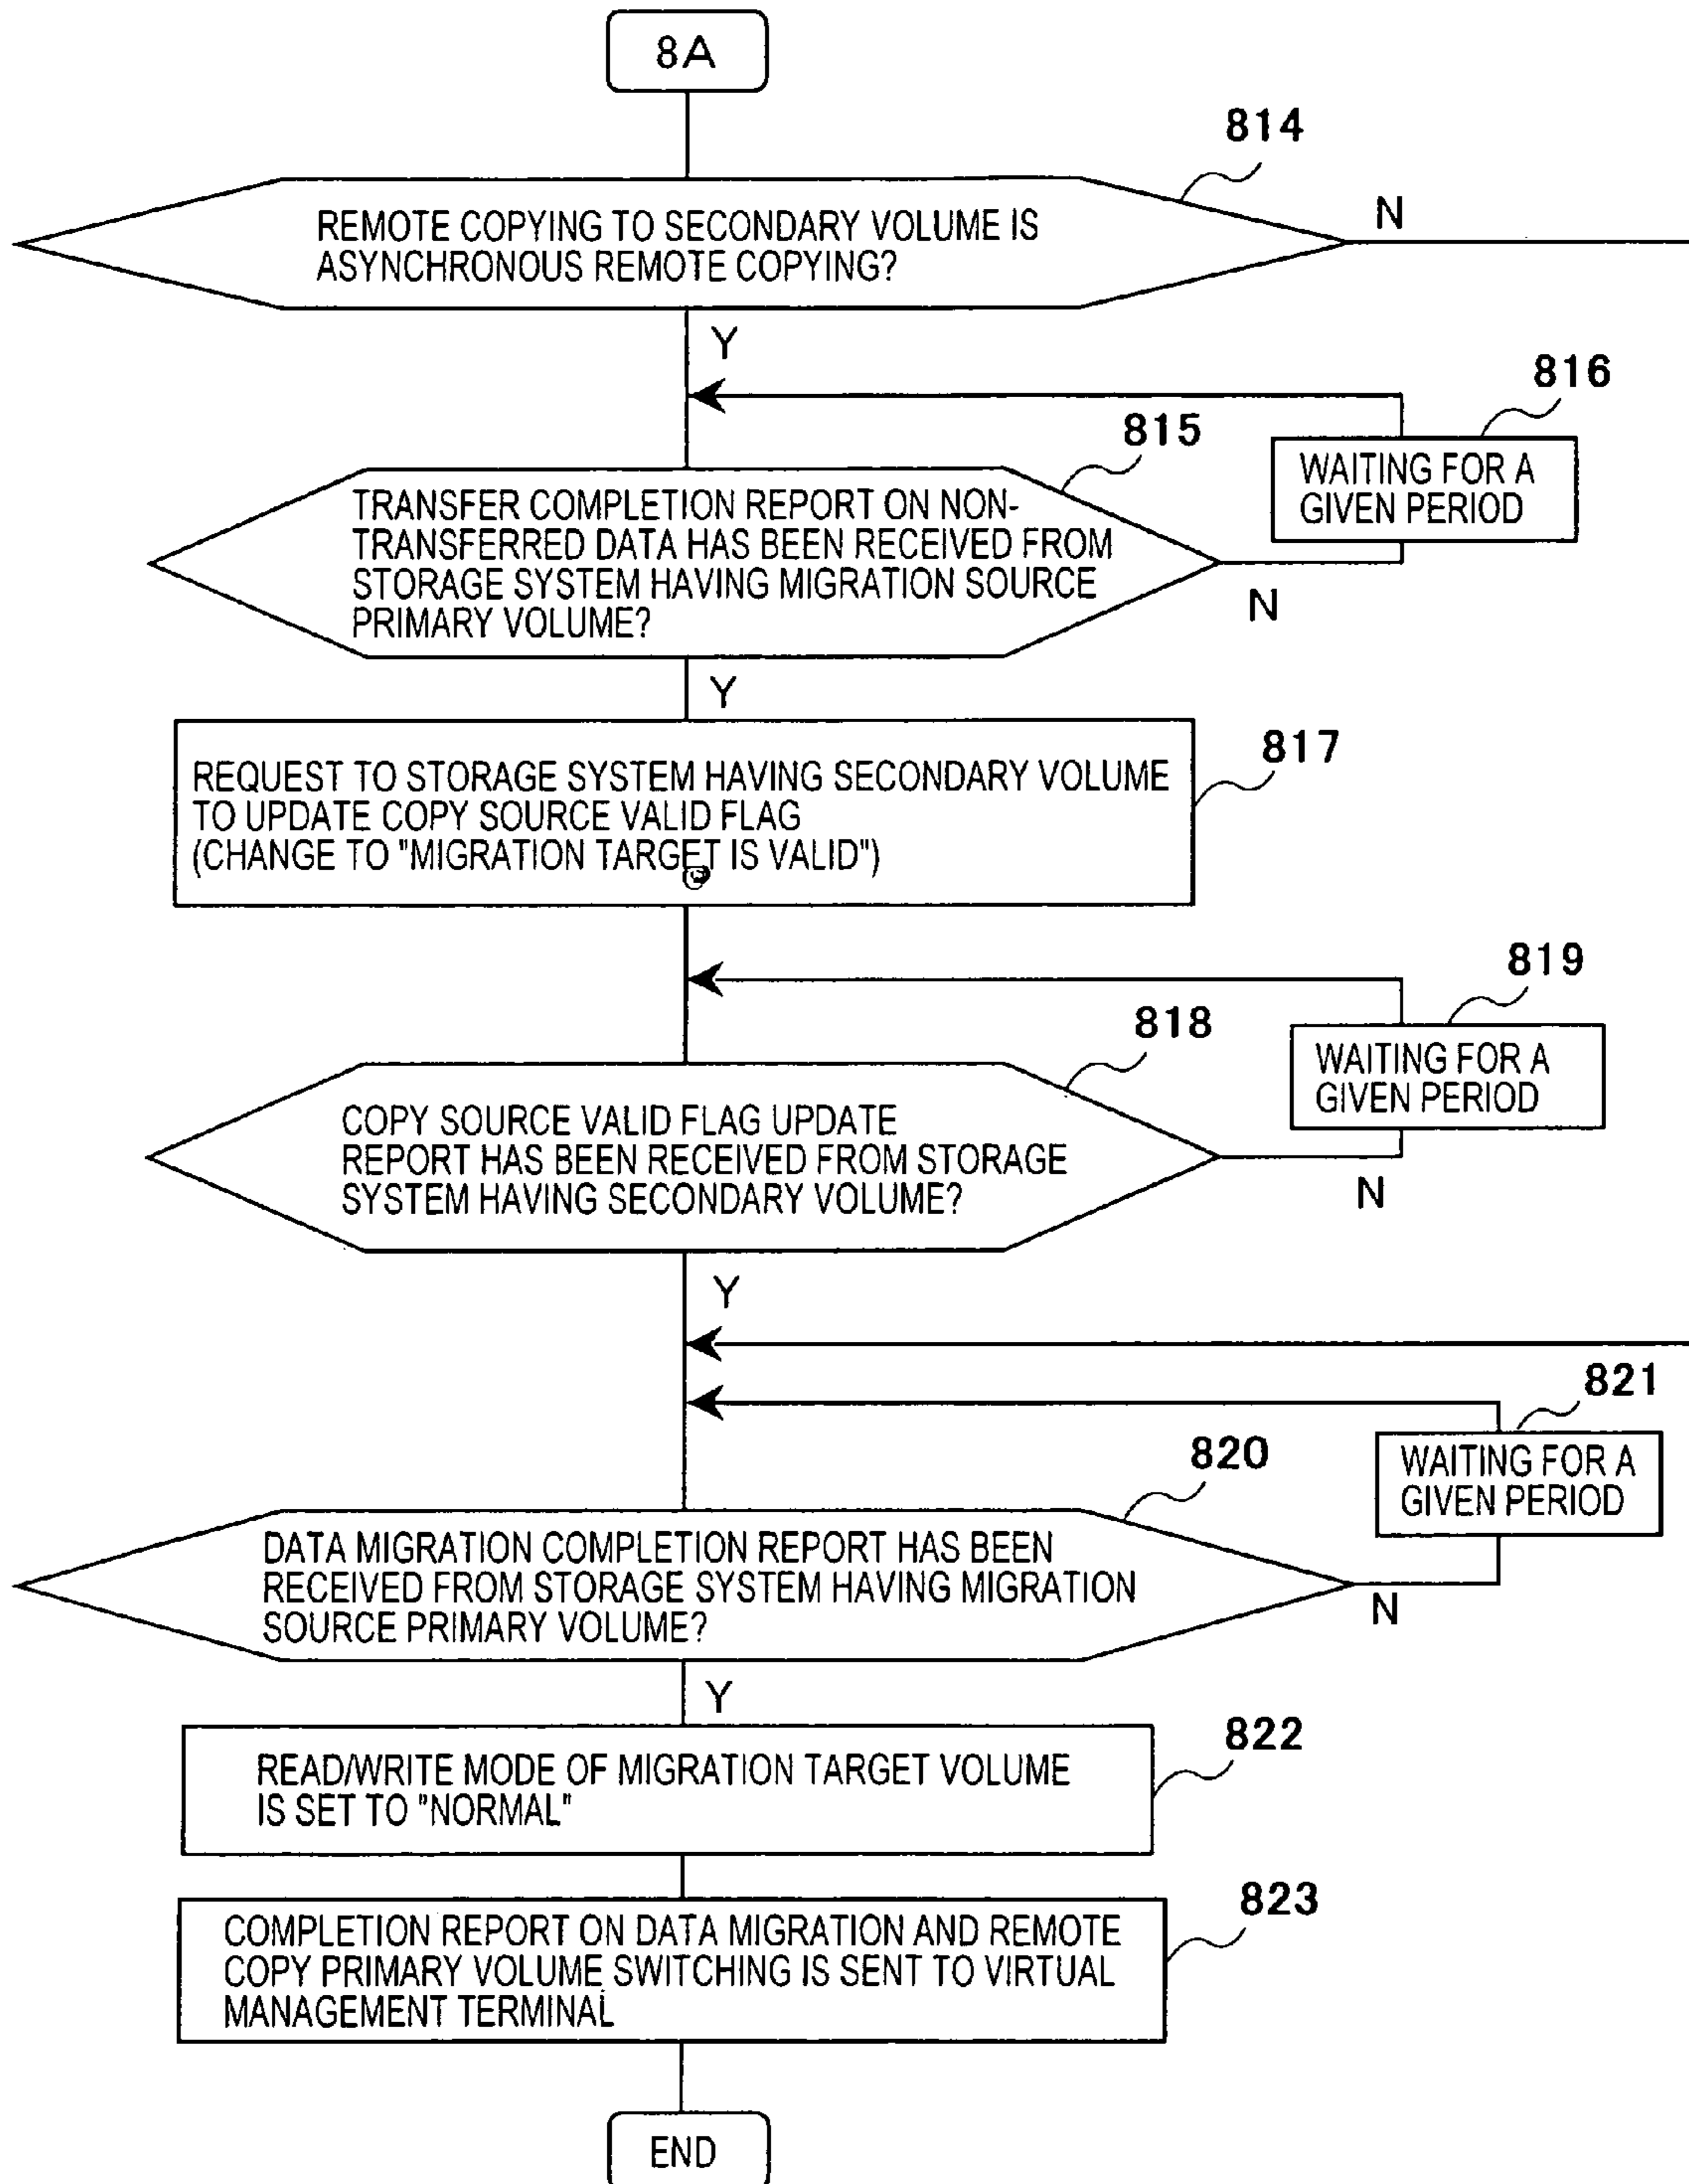 8A
814
REMOTE COPYING TO SECONDARY VOLUME IS
ASYNCHRONOUS REMOTE COPYING?
N
Y
816
WAITING FOR A
GIVEN PERIOD
815
TRANSFER COMPLETION REPORT ON NON-
TRANSFERRED DATA HAS BEEN RECEIVED FROM
STORAGE SYSTEM HAVING MIGRATION SOURCE
PRIMARY VOLUME?
N
Y
817
REQUEST TO STORAGE SYSTEM HAVING SECONDARY VOLUME
TO UPDATE COPY SOURCE VALID FLAG
(CHANGE TO "MIGRATION TARGET IS VALID")
819
WAITING FOR A
GIVEN PERIOD
818
COPY SOURCE VALID FLAG UPDATE
REPORT HAS BEEN RECEIVED FROM STORAGE
SYSTEM HAVING SECONDARY VOLUME?
N
Y
821
WAITING FOR A
GIVEN PERIOD
820
DATA MIGRATION COMPLETION REPORT HAS BEEN
RECEIVED FROM STORAGE SYSTEM HAVING MIGRATION
SOURCE PRIMARY VOLUME?
N
Y
822
READ/WRITE MODE OF MIGRATION TARGET VOLUME
IS SET TO "NORMAL"
823
COMPLETION REPORT ON DATA MIGRATION AND REMOTE
COPY PRIMARY VOLUME SWITCHING IS SENT TO VIRTUAL
MANAGEMENT TERMINAL
END